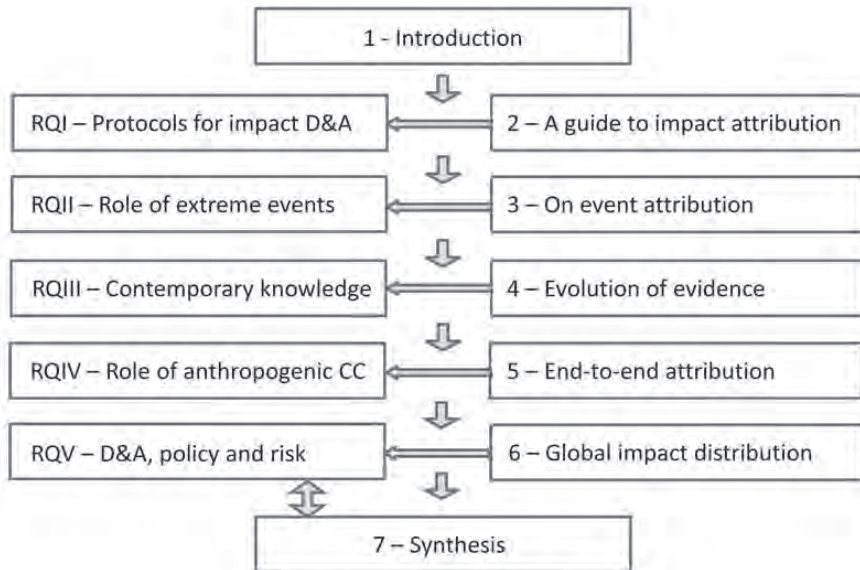 1 - Introduction
RQI – Protocols for impact D&A
2 – A guide to impact attribution
RQII – Role of extreme events
3 – On event attribution
RQIII – Contemporary knowledge
4 – Evolution of evidence
RQIV – Role of anthropogenic CC
5 – End-to-end attribution
RQV – D&A, policy and risk
6 – Global impact distribution
7 – Synthesis